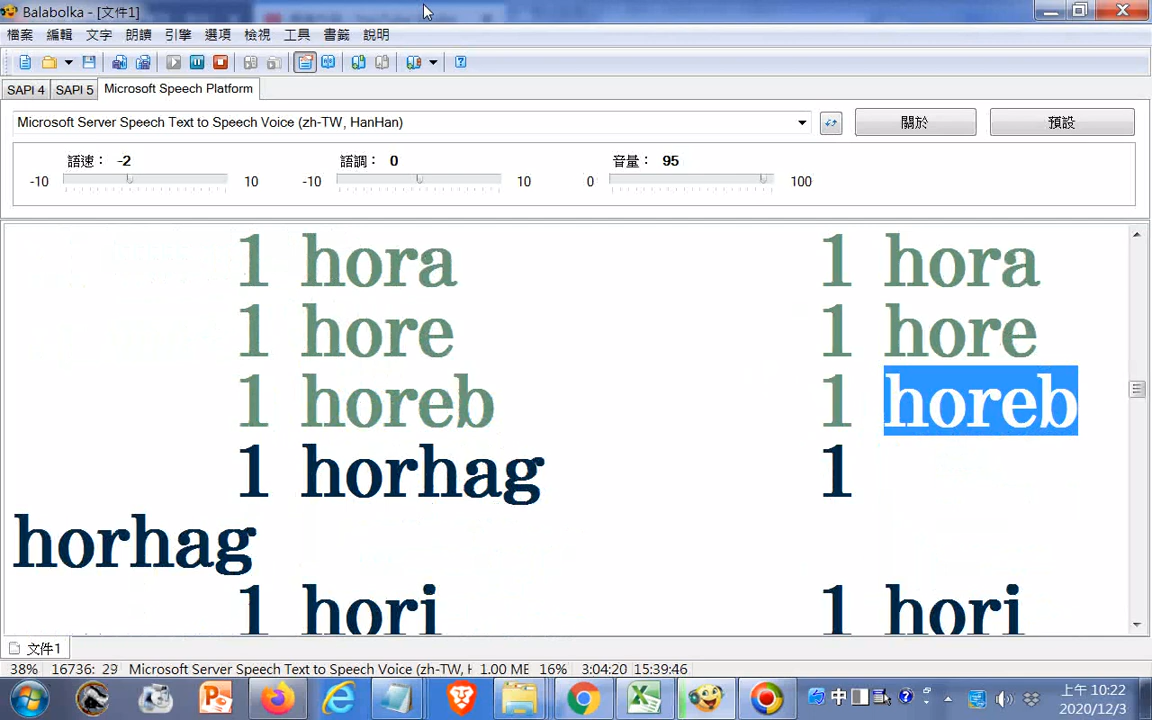 Balabolka - [文件1]
檔案 編輯 文字 朗讀 引擎 選項 檢視 工具 書籤 說明
SAPI 4 SAPI 5 Microsoft Speech Platform
Microsoft Server Speech Text to Speech Voice (zh-TW, HanHan) 關於 預設
語速： -2 語調： 0 音量： 95
-10 10 -10 10 0 100
1 hora 1 hora
1 hore 1 hore
1 horeb 1 horeb
1 horhag 1
horhag
1 hori 1 hori
文件1
38% 16736: 29 Microsoft Server Speech Text to Speech Voice (zh-TW, H 1.00 ME 16% 3:04:20 15:39:46
中 上午 10:22
2020/12/3